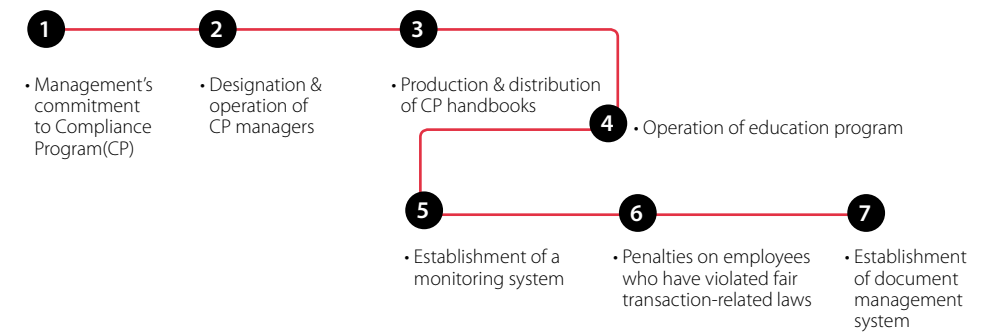 1
• Management's
commitment
to Compliance
Program(CP)
2
• Designation &
operation of
CP managers
3
• Production & distribution
of CP handbooks
4
• Operation of education program
5
• Establishment of a
monitoring system
6
• Penalties on employees
who have violated fair
transaction-related laws
7
• Establishment
of document
management
system